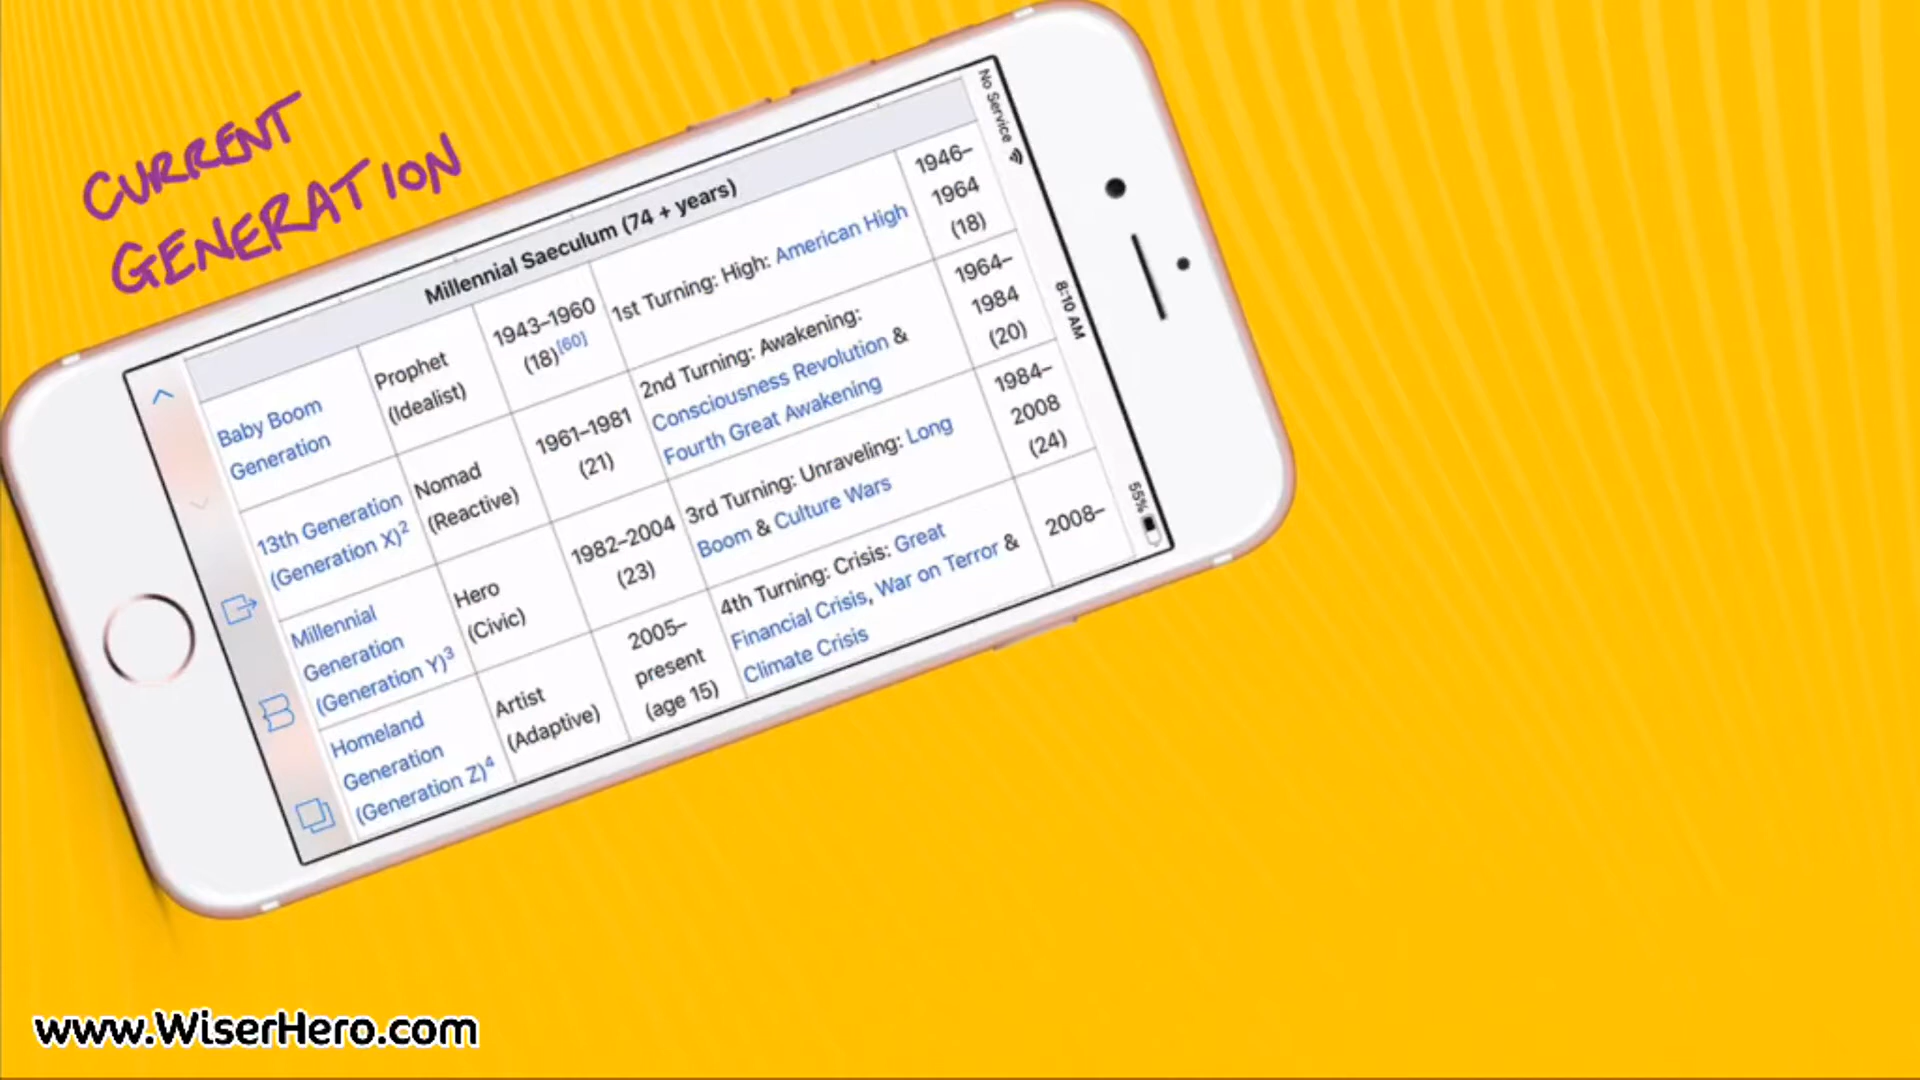 CURRENT
GENERATION
No Service
8:10 AM
55%
Millennial Saeculum (74 + years)
Baby Boom
Generation
Prophet
(Idealist)
1943–1960
(18)[60]
1st Turning: High: American High
1946–
1964
(18)
13th Generation
(Generation X)2
Nomad
(Reactive)
1961–1981
(21)
2nd Turning: Awakening:
Consciousness Revolution &
Fourth Great Awakening
1964–
1984
(20)
Millennial
Generation
(Generation Y)3
Hero
(Civic)
1982–2004
(23)
3rd Turning: Unraveling: Long
Boom & Culture Wars
1984–
2008
(24)
Homeland
Generation
(Generation Z)4
Artist
(Adaptive)
2005–
present
(age 15)
4th Turning: Crisis: Great
Financial Crisis, War on Terror &
Climate Crisis
2008–
www.WiserHero.com